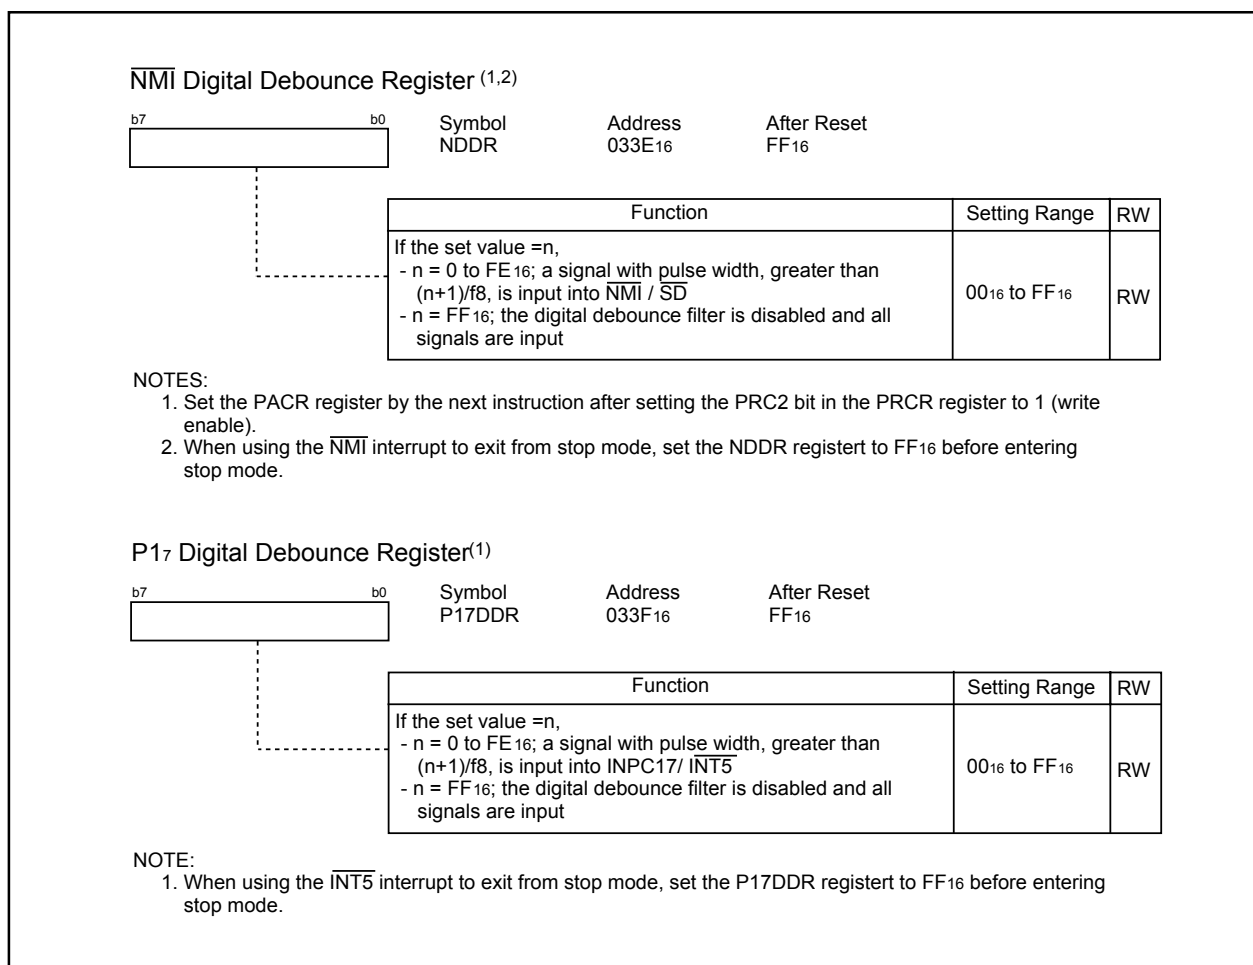 NMI Digital Debounce Register (1,2)
b7 b0 Symbol Address After Reset
NDDR 033E16 FF16
Function Setting Range RW
If the set value =n,
- n = 0 to FE16; a signal with pulse width, greater than
(n+1)/f8, is input into NMI / SD
- n = FF16; the digital debounce filter is disabled and all
signals are input
0016 to FF16 RW
NOTES:
1. Set the PACR register by the next instruction after setting the PRC2 bit in the PRCR register to 1 (write
enable).
2. When using the NMI interrupt to exit from stop mode, set the NDDR registert to FF16 before entering
stop mode.
P17 Digital Debounce Register(1)
b7 b0 Symbol Address After Reset
P17DDR 033F16 FF16
Function Setting Range RW
If the set value =n,
- n = 0 to FE16; a signal with pulse width, greater than
(n+1)/f8, is input into INPC17/ INT5
- n = FF16; the digital debounce filter is disabled and all
signals are input
0016 to FF16 RW
NOTE:
1. When using the INT5 interrupt to exit from stop mode, set the P17DDR registert to FF16 before entering
stop mode.